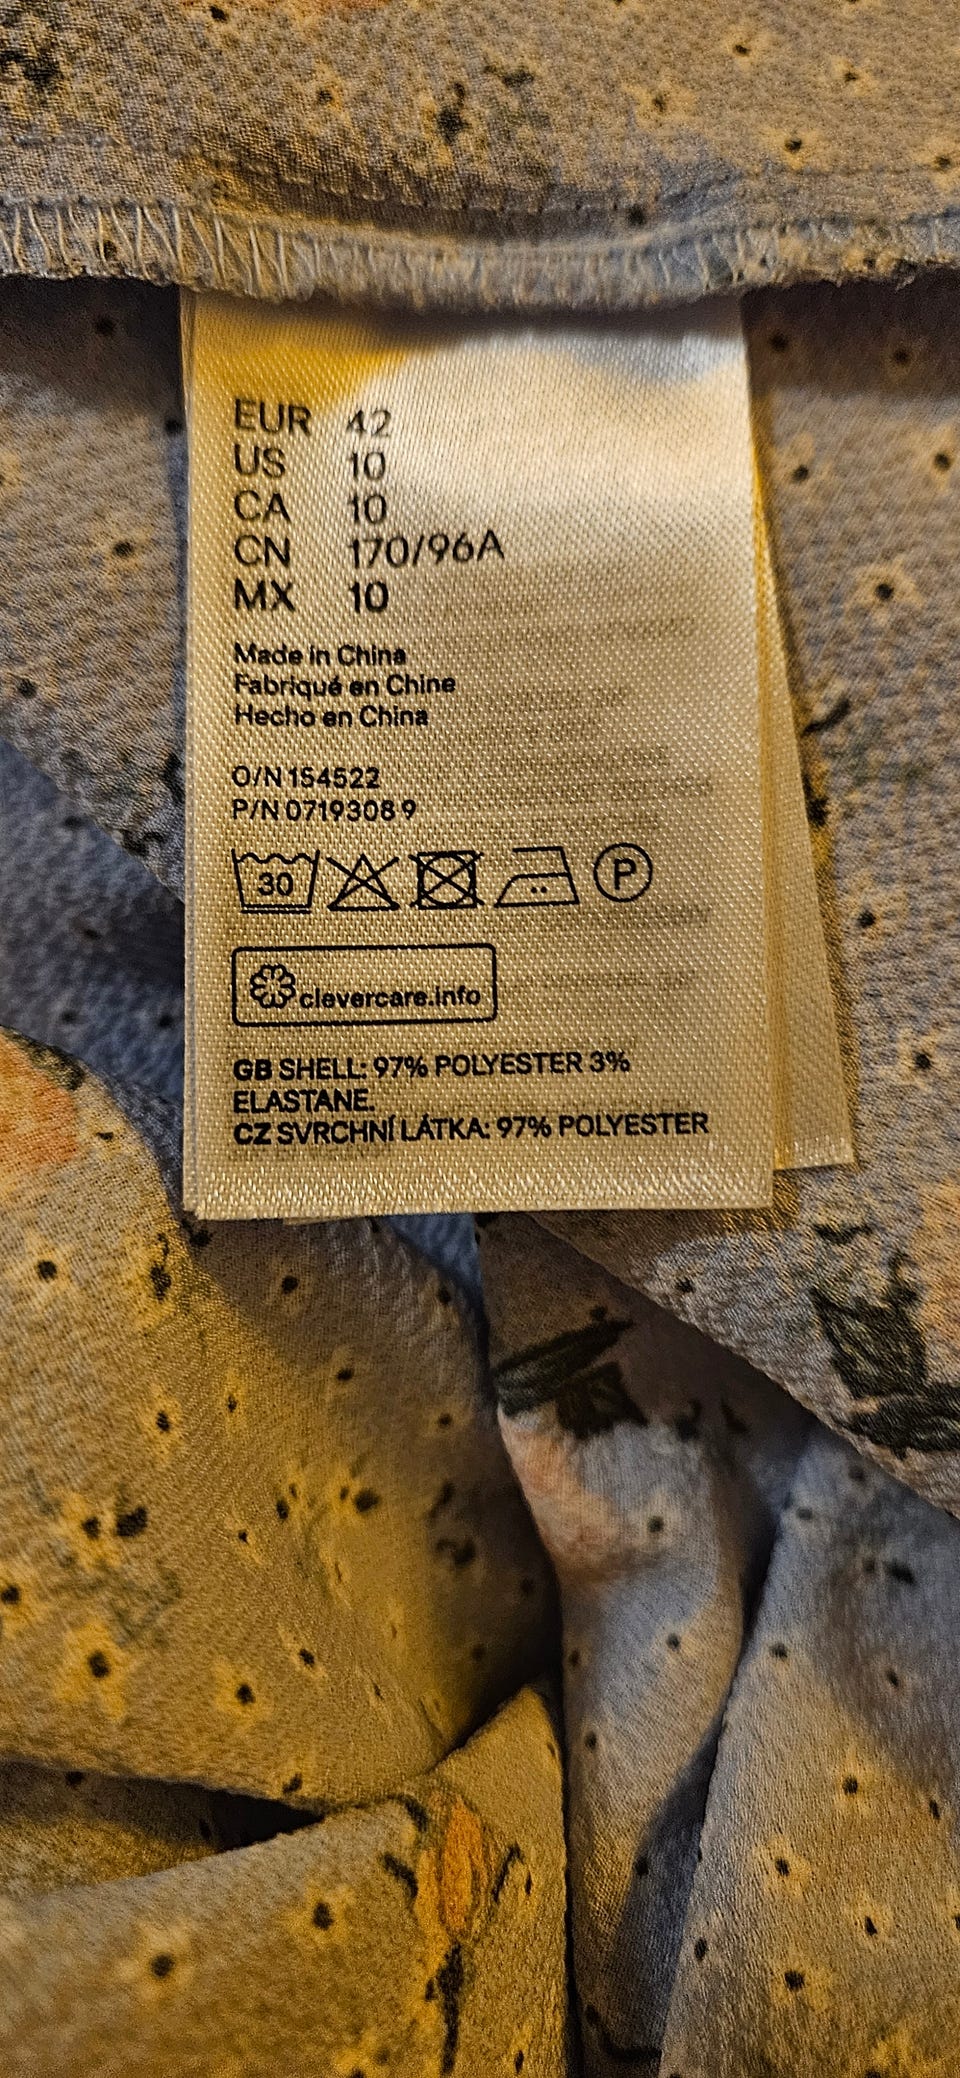 EUR 42
US 10
CA 10
CN 170/96A
MX 10
Made in China
Fabriqué en Chine
Hecho en China
O/N 154522
P/N 0719308 9
30 P
clevercare.info
GB SHELL: 97% POLYESTER 3%
ELASTANE.
CZ SVRCHNÍ LÁTKA: 97% POLYESTER